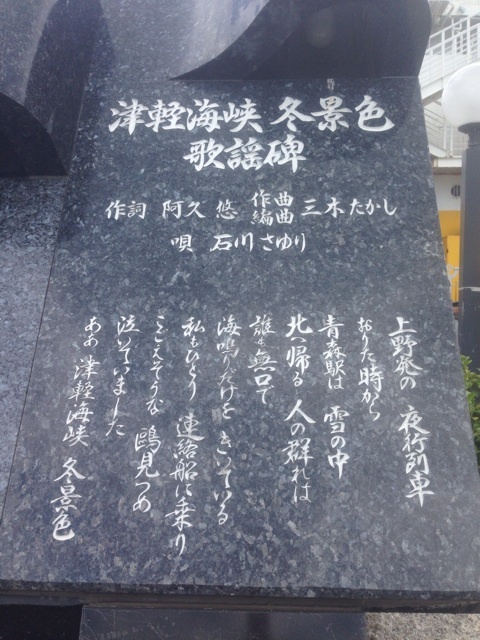 津軽海峡 冬景色
歌謡碑
作詞 阿久 悠 作曲 編曲 三木たかし
唄 石川さゆり
上野発の 夜行列車
おりた時から
青森駅は 雪の中
北へ帰る 人の群れは
誰も無口で
海鳴りだけを きいている
私もひとり 連絡船に乗り
こごえそうな 鴎見つめ
泣いていました
ああ 津軽海峡 冬景色